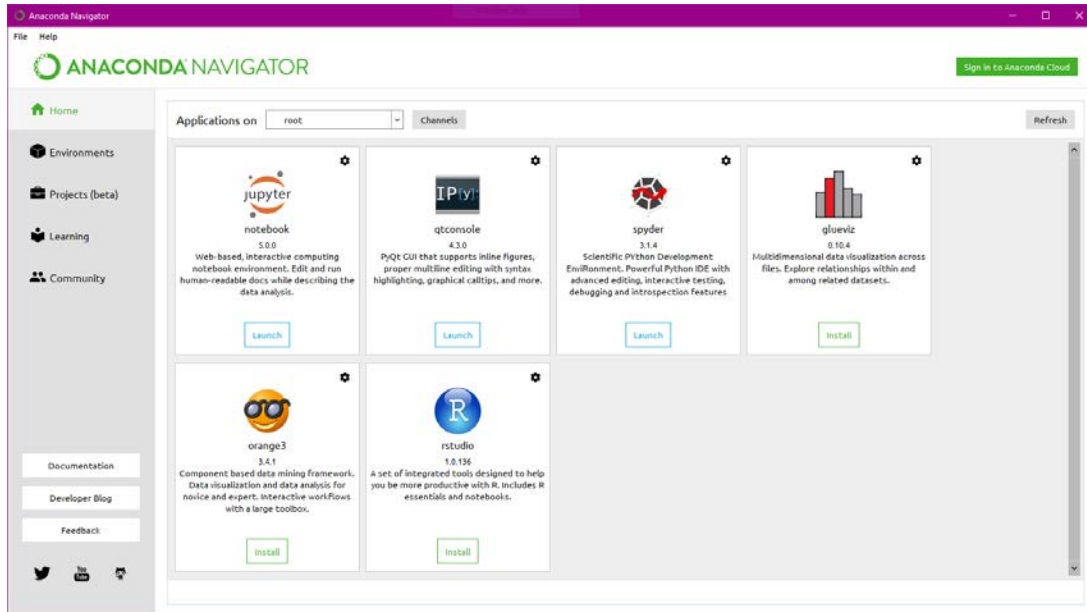 Anaconda Navigator
File Help
ANACONDA NAVIGATOR
Sign in to Anaconda Cloud
Home
Environments
Projects (beta)
Learning
Community
Documentation
Developer Blog
Feedback
You
Tube
Applications on root Channels Refresh
jupyter
notebook
5.0.0
Web-based, interactive computing
notebook environment. Edit and run
human-readable docs while describing the
data analysis.
Launch
IP[y]:
qtconsole
4.3.0
PyQt GUI that supports inline figures,
proper multiline editing with syntax
highlighting, graphical calltips, and more.
Launch
spyder
3.1.4
Scientific PYthon Development
EnviRonment. Powerful Python IDE with
advanced editing, interactive testing,
debugging and introspection features
Launch
glueviz
0.10.4
Multidimensional data visualization across
files. Explore relationships within and
among related datasets.
Install
orange3
3.4.1
Component based data mining framework.
Data visualization and data analysis for
novice and expert. Interactive workflows
with a large toolbox.
Install
R
rstudio
1.0.136
A set of integrated tools designed to help
you be more productive with R. Includes R
essentials and notebooks.
Install